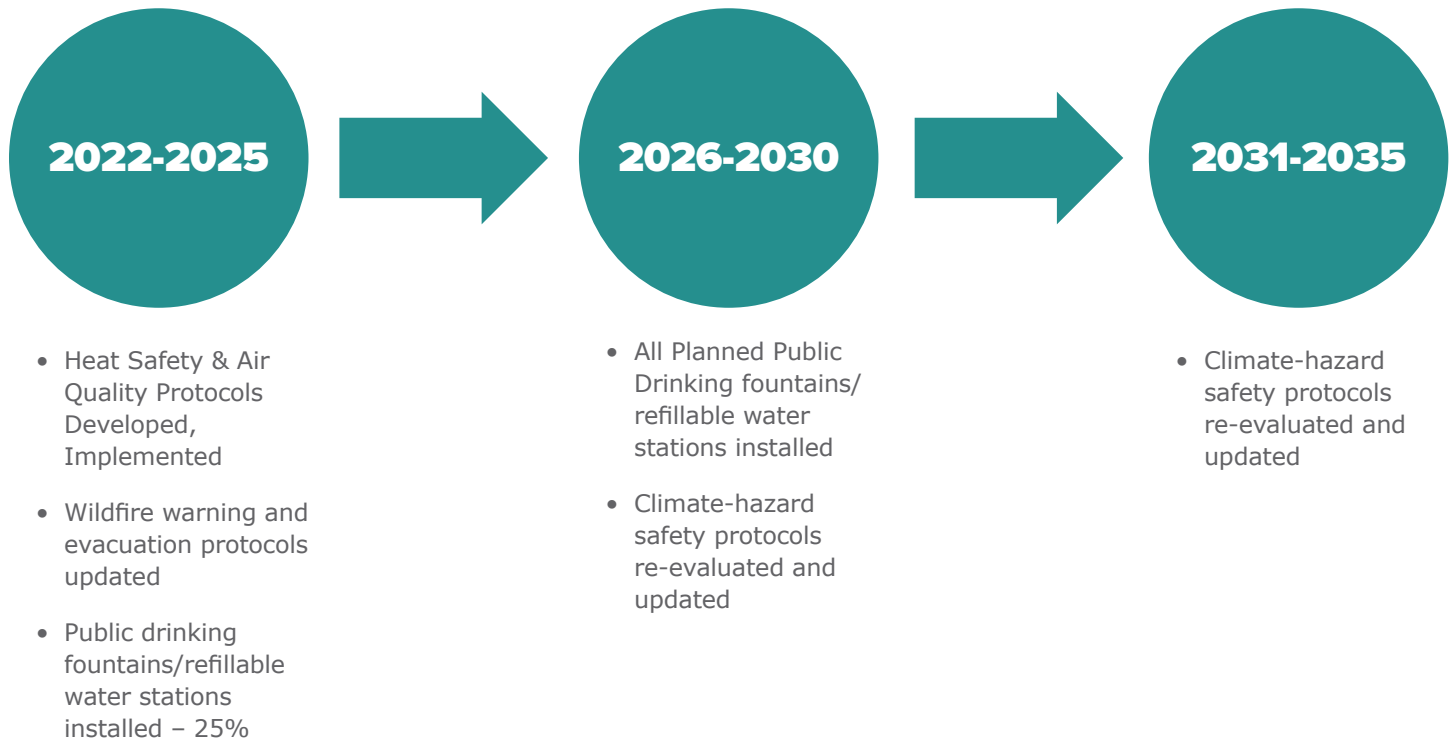 2022-2025
2026-2030
2031-2035
• Heat Safety & Air
Quality Protocols
Developed,
Implemented
• Wildfire warning and
evacuation protocols
updated
• Public drinking
fountains/refillable
water stations
installed – 25%
• All Planned Public
Drinking fountains/
refillable water
stations installed
• Climate-hazard
safety protocols
re-evaluated and
updated
• Climate-hazard
safety protocols
re-evaluated and
updated